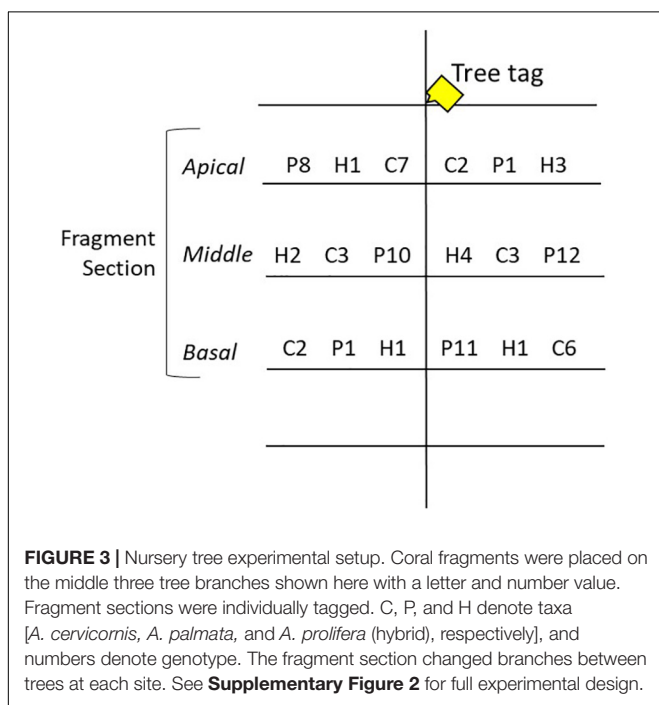 Tree tag
Apical P8 H1 C7 C2 P1 H3
Fragment
Section
Middle H2 C3 P10 H4 C3 P12
Basal C2 P1 H1 P11 H1 C6
FIGURE 3 | Nursery tree experimental setup. Coral fragments were placed on
the middle three tree branches shown here with a letter and number value.
Fragment sections were individually tagged. C, P, and H denote taxa
[A. cervicornis, A. palmata, and A. prolifera (hybrid), respectively], and
numbers denote genotype. The fragment section changed branches between
trees at each site. See Supplementary Figure 2 for full experimental design.